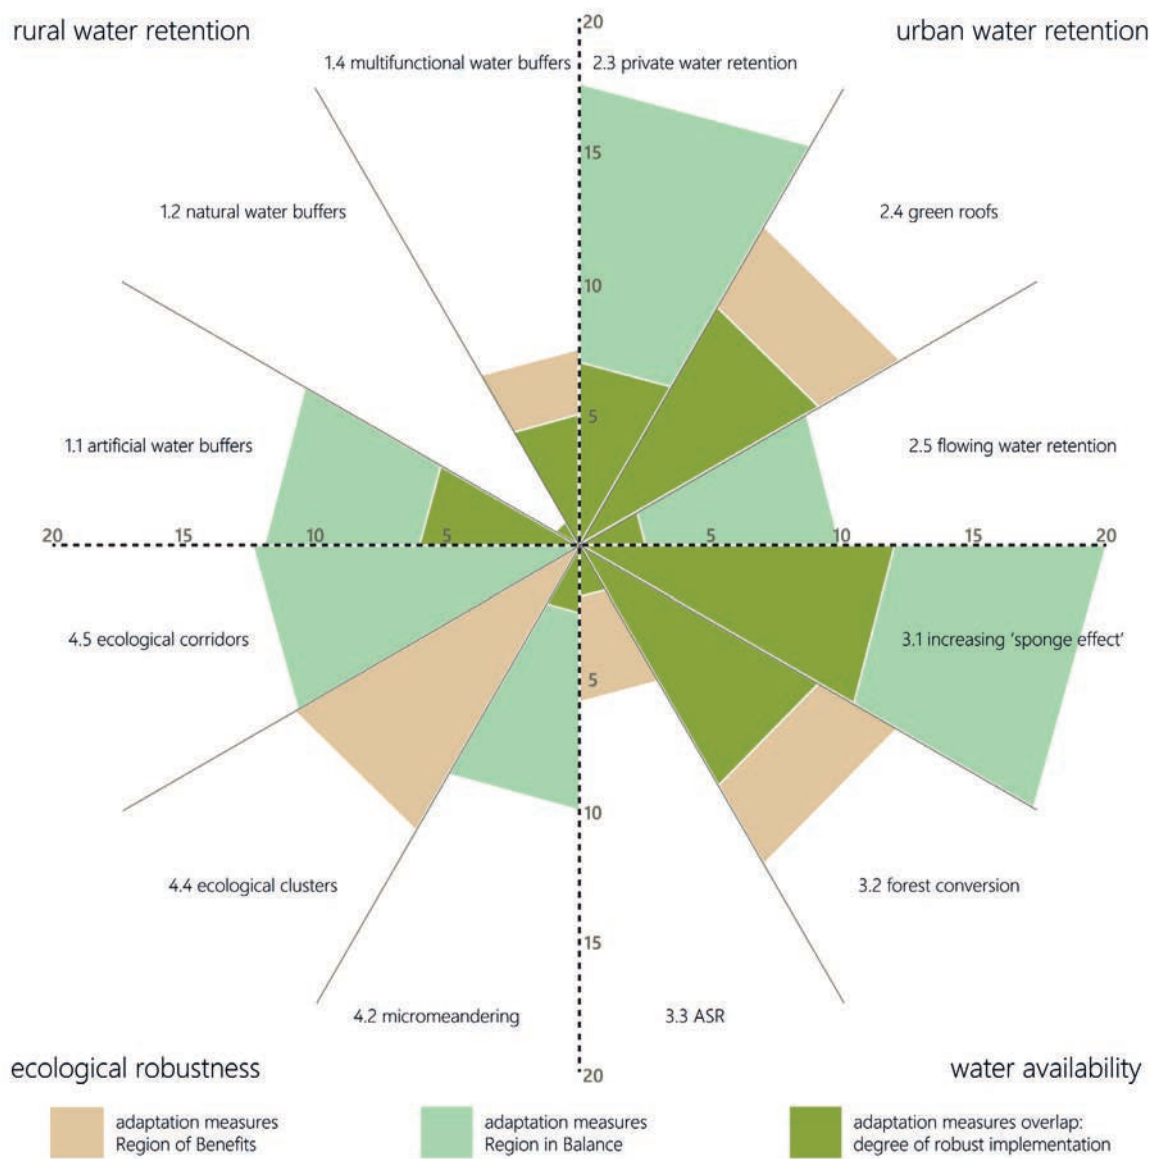 20
rural water retention
urban water retention
1.4 multifunctional water buffers
2.3 private water retention
15
1.2 natural water buffers
2.4 green roofs
10
5
1.1 artificial water buffers
2.5 flowing water retention
20
15
10
5
5
10
15
20
4.5 ecological corridors
3.1 increasing ‘sponge effect’
5
10
4.4 ecological clusters
3.2 forest conversion
15
4.2 micromeandering
3.3 ASR
ecological robustness
20
water availability
adaptation measures
Region of Benefits
adaptation measures
Region in Balance
adaptation measures overlap:
degree of robust implementation